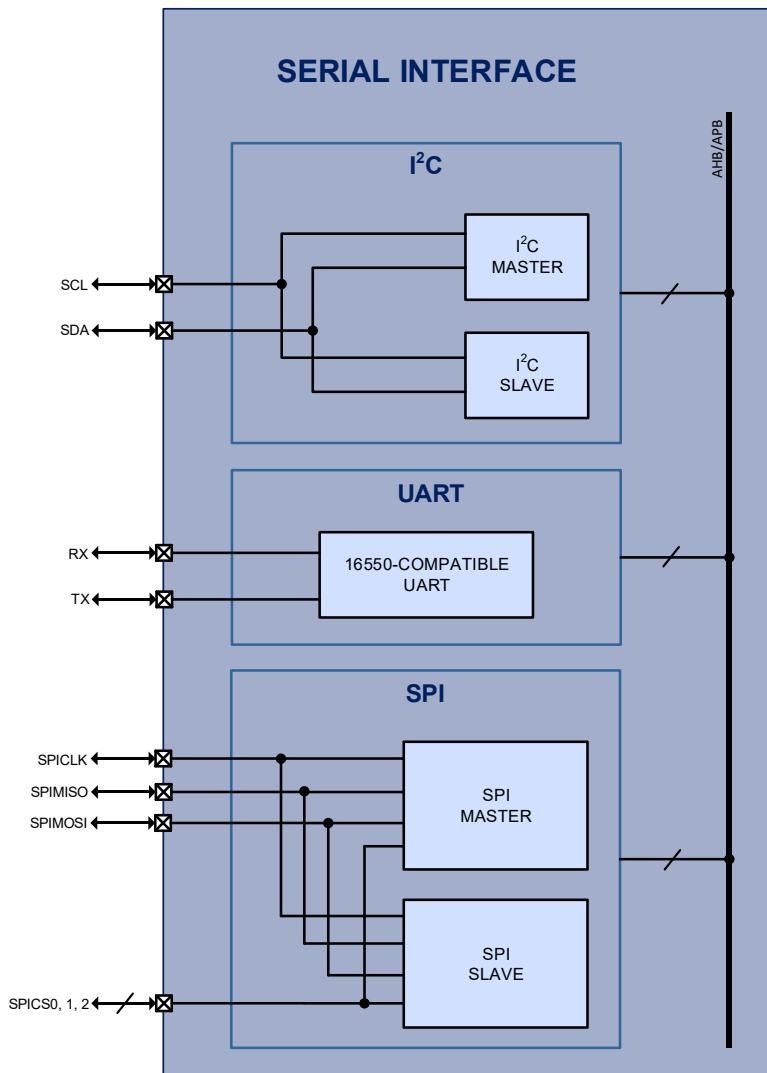 SERIAL INTERFACE
AHB/APB
I²C
I²C
MASTER
SCL
SDA
I²C
SLAVE
UART
RX
16550-COMPATIBLE
UART
TX
SPI
SPICLK
SPIMISO
SPIMOSI
SPI
MASTER
SPI
SLAVE
SPICS0, 1, 2